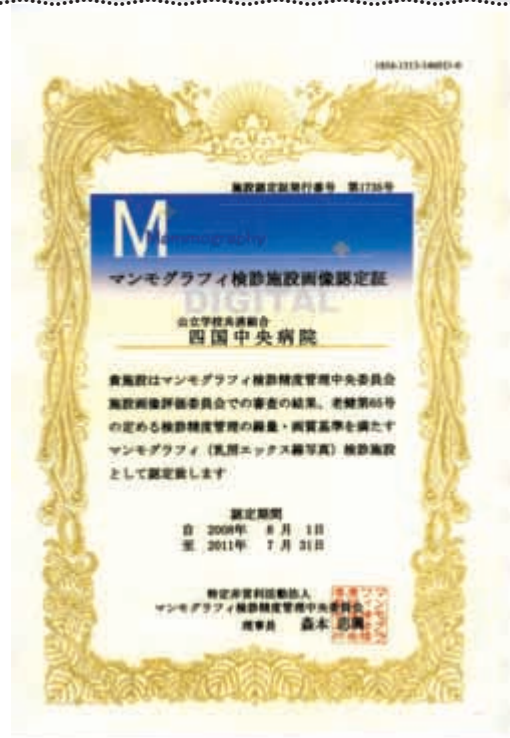 施設認定証発行番号 第1735号
Mammography
マンモグラフィ検診施設画像認定証
DIGITAL
公立学校共済組合
四国中央病院
貴施設はマンモグラフィ検診精度管理中央委員会
施設画像評価委員会での審査の結果、老健第65号
の定める検診精度管理の線量・画質基準を満たす
マンモグラフィ（乳房エックス線写真）検診施設
として認定致します
認定期間
自 2008年 8月 1日
至 2011年 7月 31日
特定非営利活動法人
マンモグラフィ検診精度管理中央委員会
理事長 森本 忠興